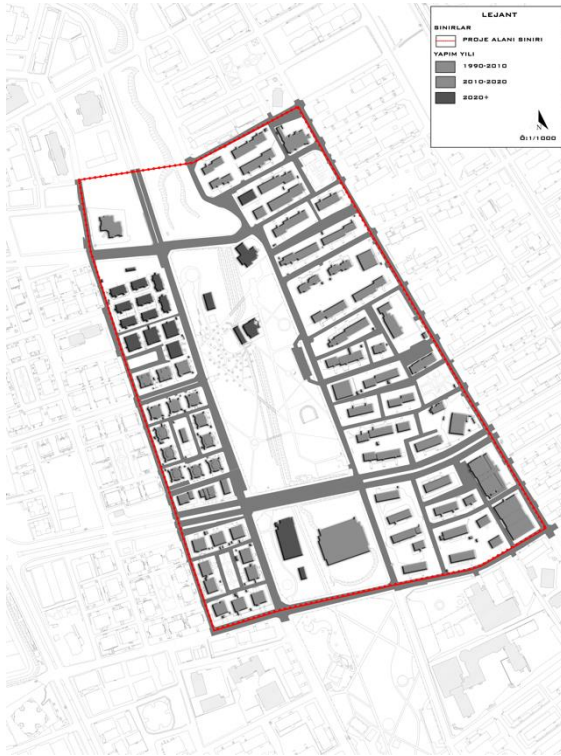 LEJANT
SINIRLAR
PROJE ALANI SINIRI
YAPIM YILI
1990-2010
2010-2020
2020+
N
Ö:1/1000